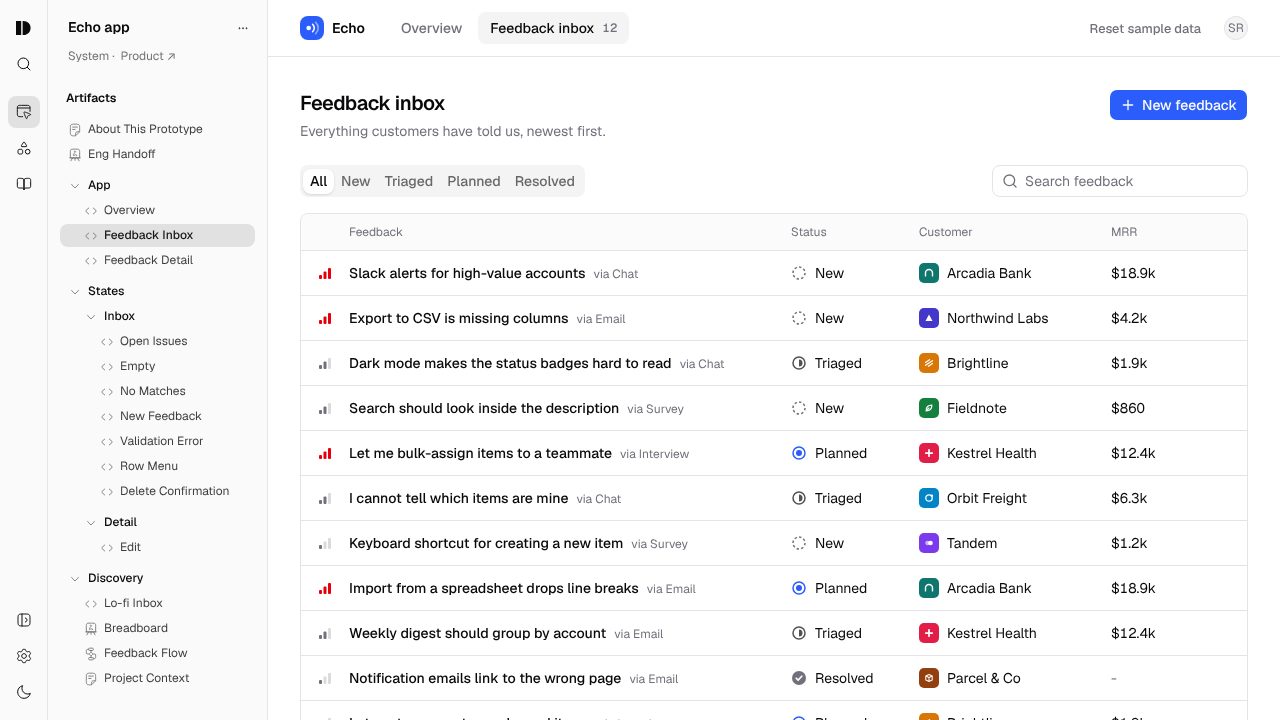 Echo app
System · Product ↗
Artifacts
About This Prototype
Eng Handoff
App
Overview
Feedback Inbox
Feedback Detail
States
Inbox
Open Issues
Empty
No Matches
New Feedback
Validation Error
Row Menu
Delete Confirmation
Detail
Edit
Discovery
Lo-fi Inbox
Breadboard
Feedback Flow
Project Context
Echo Overview Feedback inbox 12 Reset sample data SR
Feedback inbox
Everything customers have told us, newest first.
New feedback
All New Triaged Planned Resolved
Search feedback
Feedback Status Customer MRR
Slack alerts for high-value accounts via Chat New Arcadia Bank $18.9k
Export to CSV is missing columns via Email New Northwind Labs $4.2k
Dark mode makes the status badges hard to read via Chat Triaged Brightline $1.9k
Search should look inside the description via Survey New Fieldnote $860
Let me bulk-assign items to a teammate via Interview Planned Kestrel Health $12.4k
I cannot tell which items are mine via Chat Triaged Orbit Freight $6.3k
Keyboard shortcut for creating a new item via Survey New Tandem $1.2k
Import from a spreadsheet drops line breaks via Email Planned Arcadia Bank $18.9k
Weekly digest should group by account via Email Triaged Kestrel Health $12.4k
Notification emails link to the wrong page via Email Resolved Parcel & Co -